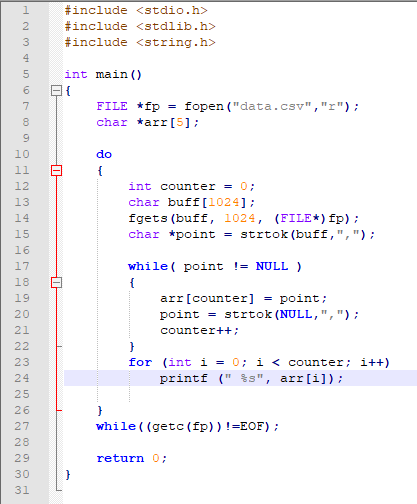 1 #include <stdio.h>
2 #include <stdlib.h>
3 #include <string.h>
4
5 int main()
6 {
7 FILE *fp = fopen("data.csv","r");
8 char *arr[5];
9
10 do
11 {
12 int counter = 0;
13 char buff[1024];
14 fgets(buff, 1024, (FILE*)fp);
15 char *point = strtok(buff,",");
16
17 while( point != NULL )
18 {
19 arr[counter] = point;
20 point = strtok(NULL,",");
21 counter++;
22 }
23 for (int i = 0; i < counter; i++)
24 printf (" %s", arr[i]);
25
26 }
27 while((getc(fp))!=EOF);
28
29 return 0;
30 }
31